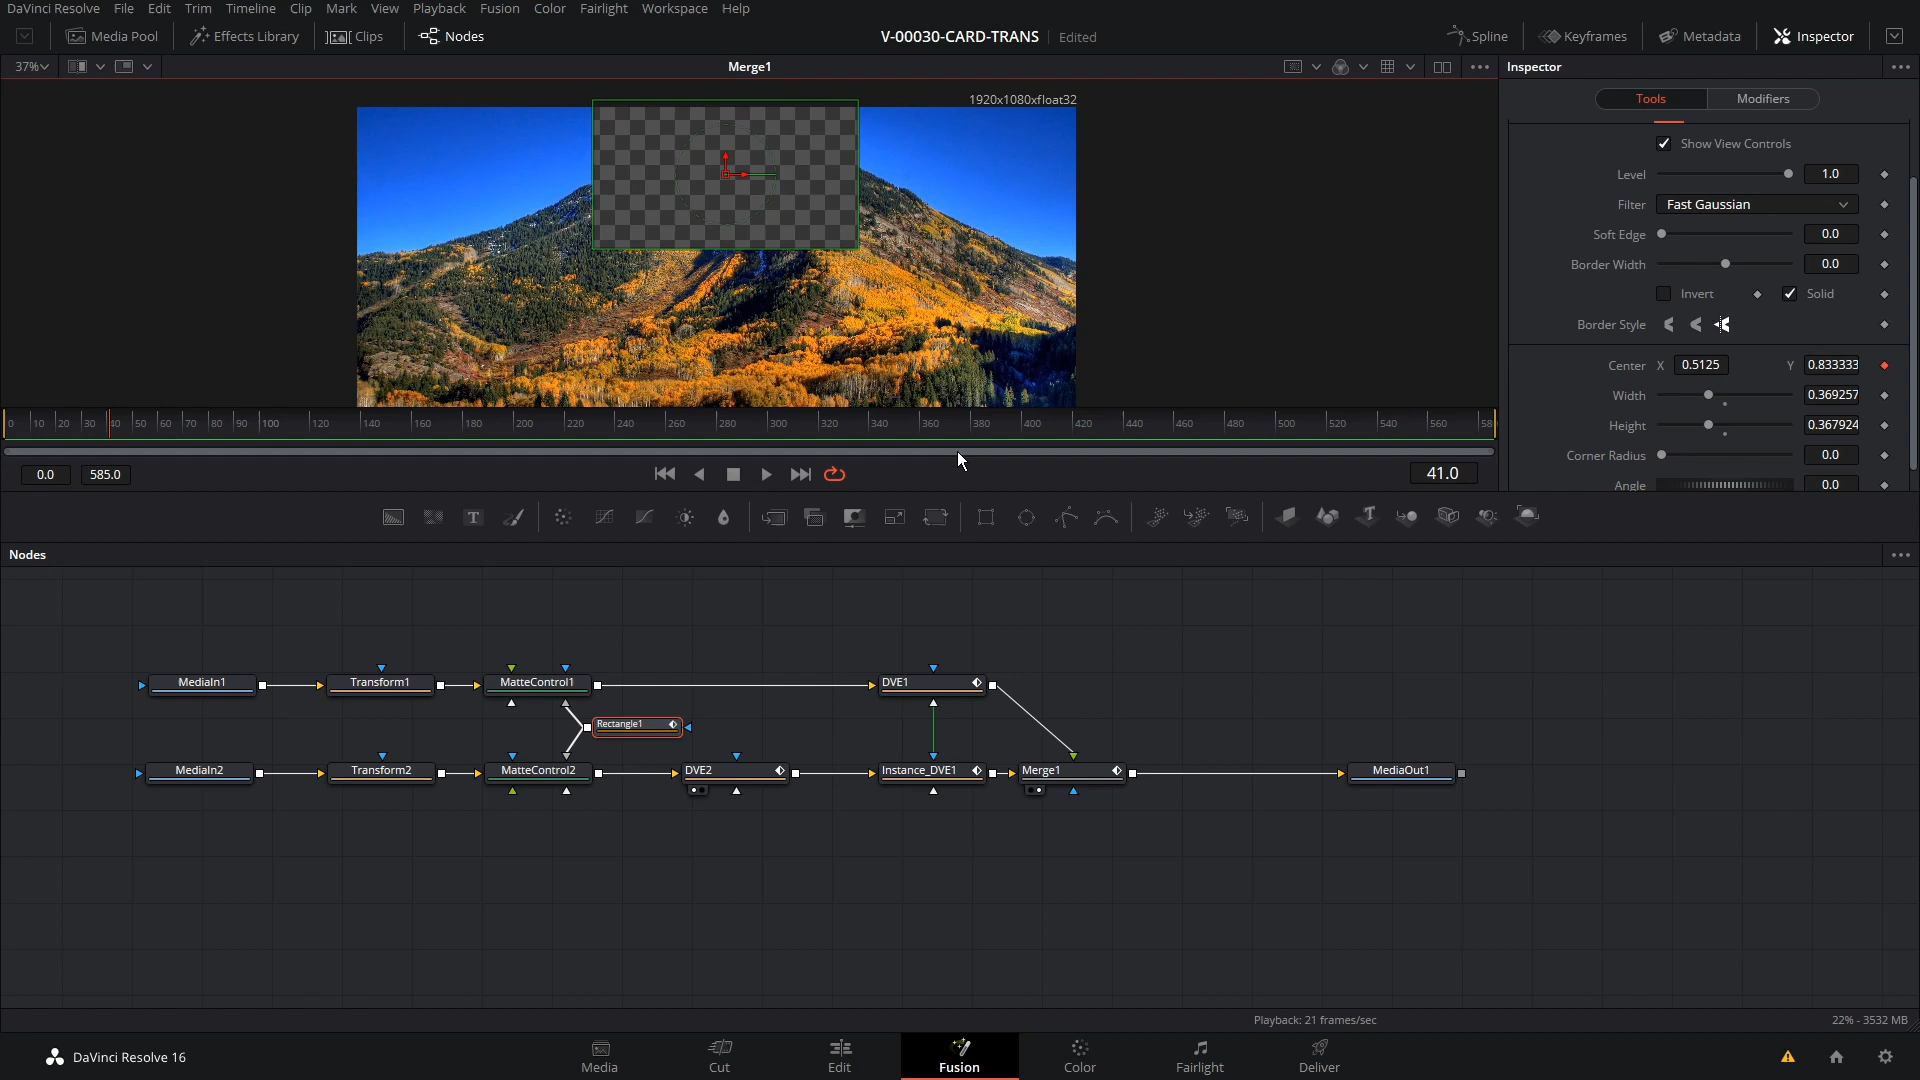 DaVinci Resolve File Edit Trim Timeline Clip Mark View Playback Fusion Color Fairlight Workspace Help
Media Pool Effects Library Clips Nodes V-00030-CARD-TRANS Edited Spline Keyframes Metadata Inspector
37% Merge1 Inspector
1920x1080xfloat32
Tools Modifiers
Show View Controls
Level 1.0
Filter Fast Gaussian
Soft Edge 0.0
Border Width 0.0
Invert Solid
Border Style
Center X 0.5125 Y 0.833333
Width 0.369257
Height 0.367924
Corner Radius 0.0
Angle 0.0
0 10 20 30 40 50 60 70 80 90 100 120 140 160 180 200 220 240 260 280 300 320 340 360 380 400 420 440 460 480 500 520 540 560 58
0.0 585.0 41.0
T T
Nodes
MediaIn1 Transform1 MatteControl1 DVE1
Rectangle1
MediaIn2 Transform2 MatteControl2 DVE2 Instance_DVE1 Merge1 MediaOut1
Playback: 21 frames/sec 22% - 3532 MB
DaVinci Resolve 16 Media Cut Edit Fusion Color Fairlight Deliver